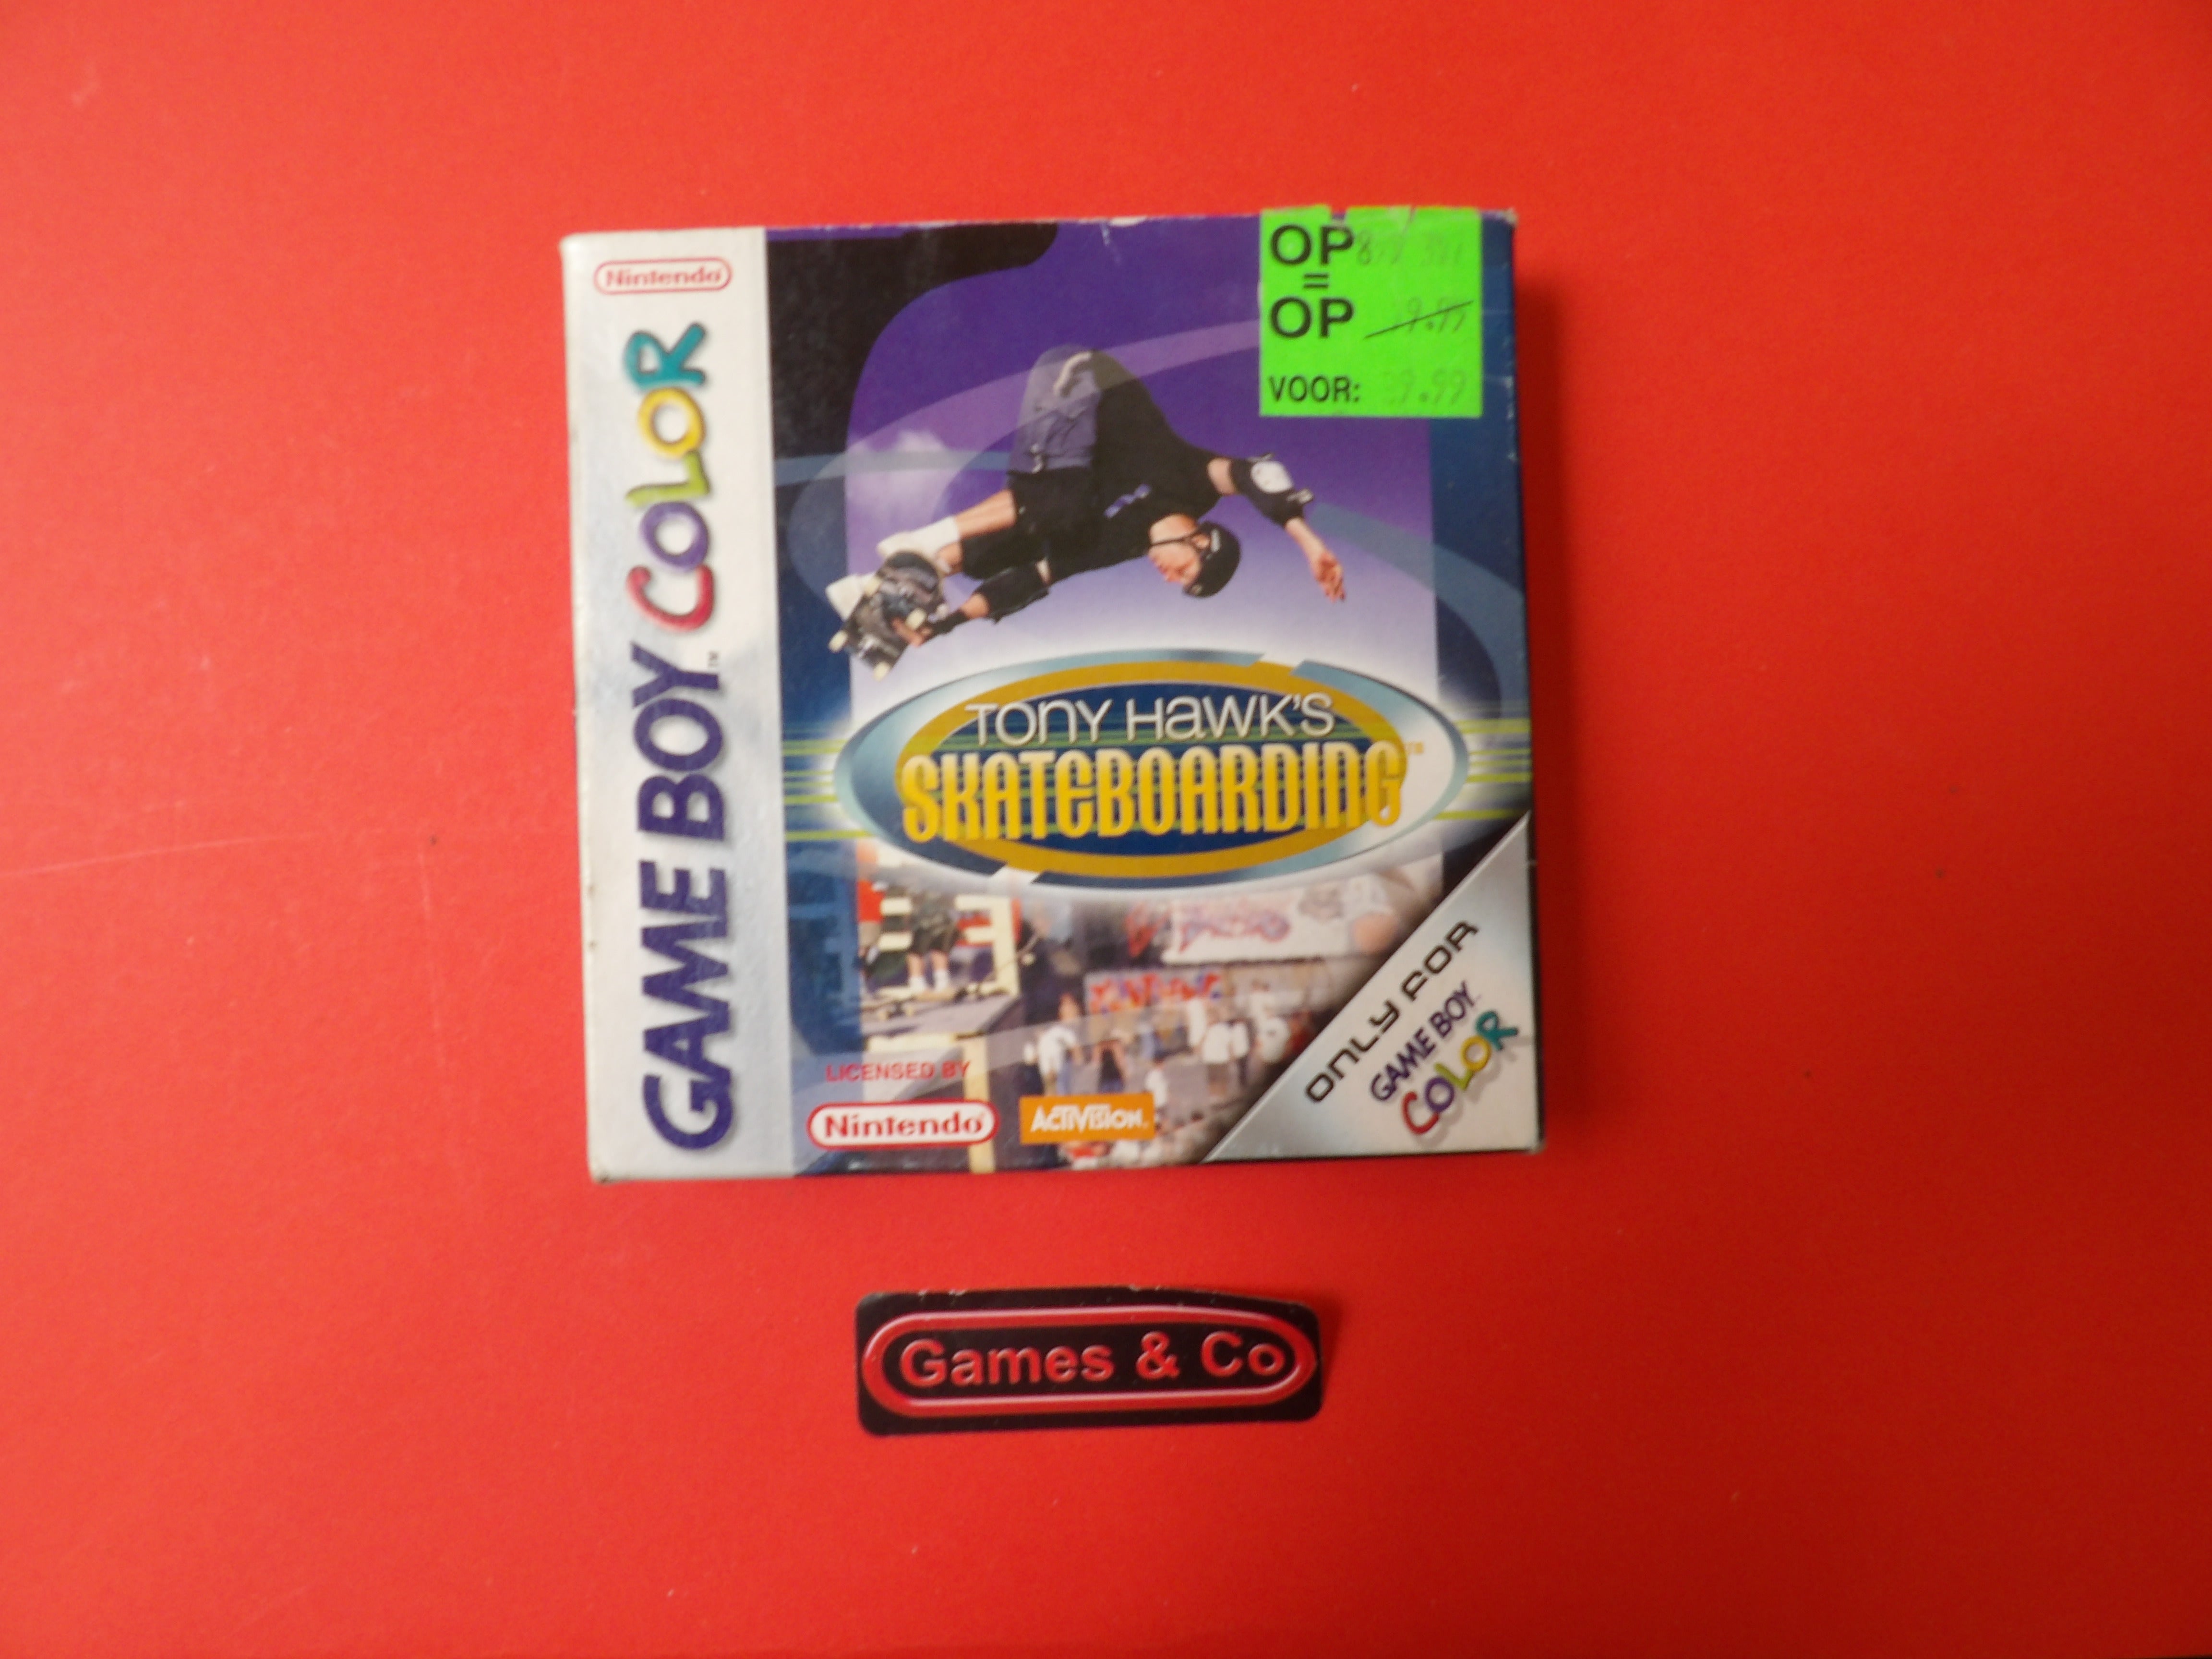 Nintendo
GAME BOY COLOR
TM
OP
=
OP
VOOR:
TONY HAWK'S
SKATEBOARDING
LICENSED BY
Nintendo
ACTIVISION
ONLY FOR
GAME BOY
COLOR
Games & Co